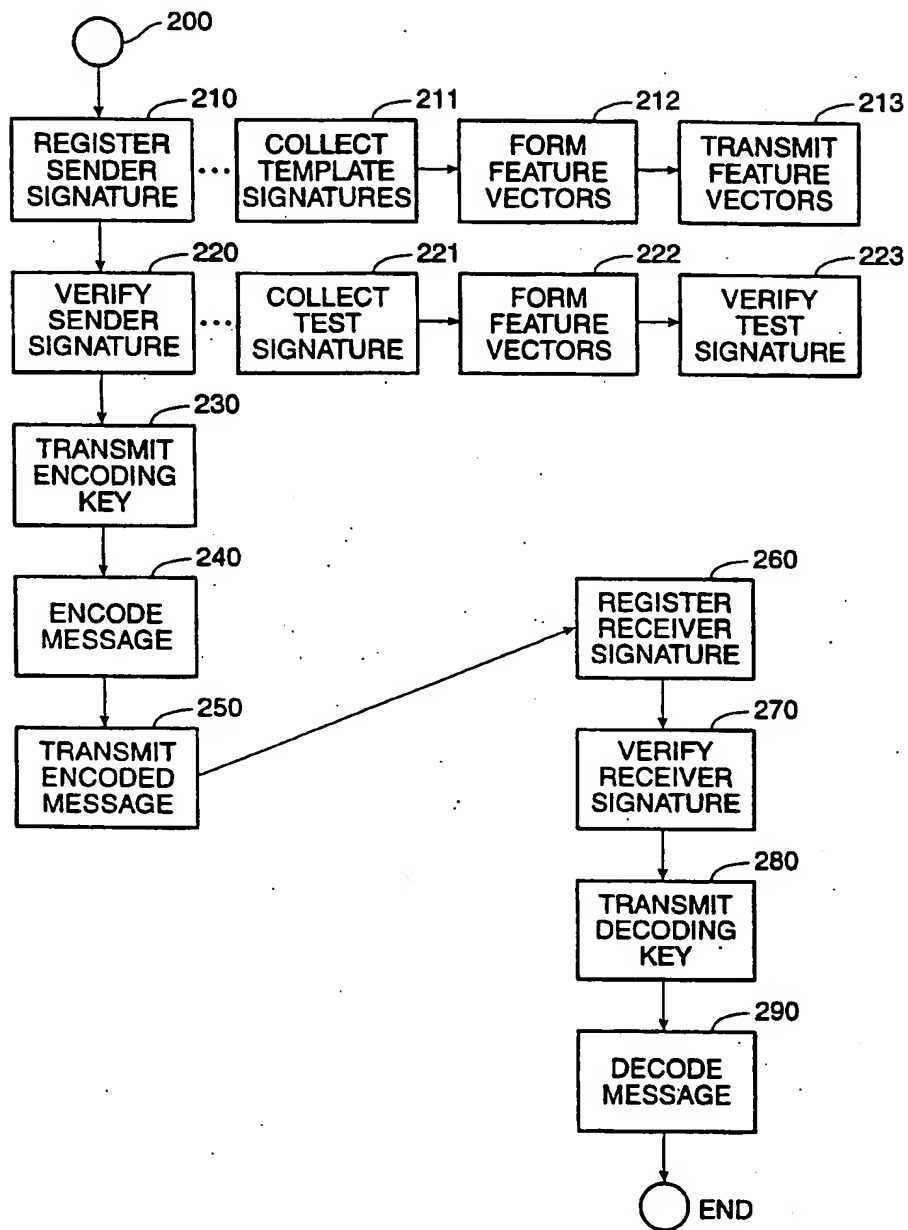 200
210
REGISTER
SENDER
SIGNATURE
211
COLLECT
TEMPLATE
SIGNATURES
212
FORM
FEATURE
VECTORS
213
TRANSMIT
FEATURE
VECTORS
220
VERIFY
SENDER
SIGNATURE
221
COLLECT
TEST
SIGNATURE
222
FORM
FEATURE
VECTORS
223
VERIFY
TEST
SIGNATURE
230
TRANSMIT
ENCODING
KEY
240
ENCODE
MESSAGE
250
TRANSMIT
ENCODED
MESSAGE
260
REGISTER
RECEIVER
SIGNATURE
270
VERIFY
RECEIVER
SIGNATURE
280
TRANSMIT
DECODING
KEY
290
DECODE
MESSAGE
END